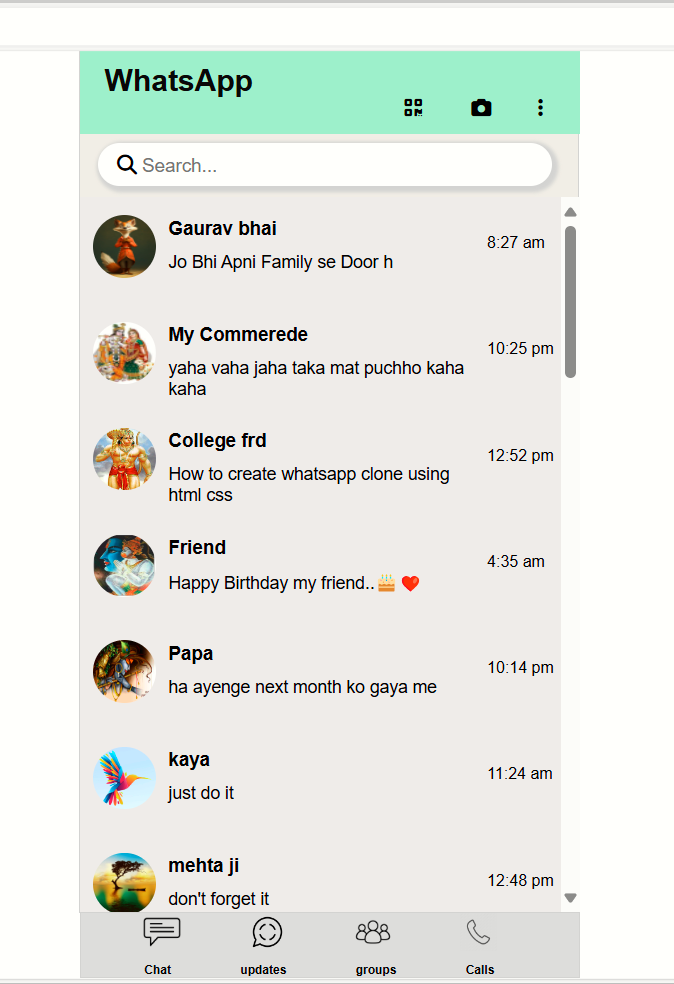 WhatsApp
Search...
Gaurav bhai
8:27 am
Jo Bhi Apni Family se Door h
My Commerede
10:25 pm
yaha vaha jaha taka mat puchho kaha
kaha
College frd
12:52 pm
How to create whatsapp clone using
html css
Friend
4:35 am
Happy Birthday my friend..🎂 ❤️
Papa
10:14 pm
ha ayenge next month ko gaya me
kaya
11:24 am
just do it
mehta ji
12:48 pm
don't forget it
Chat updates groups Calls